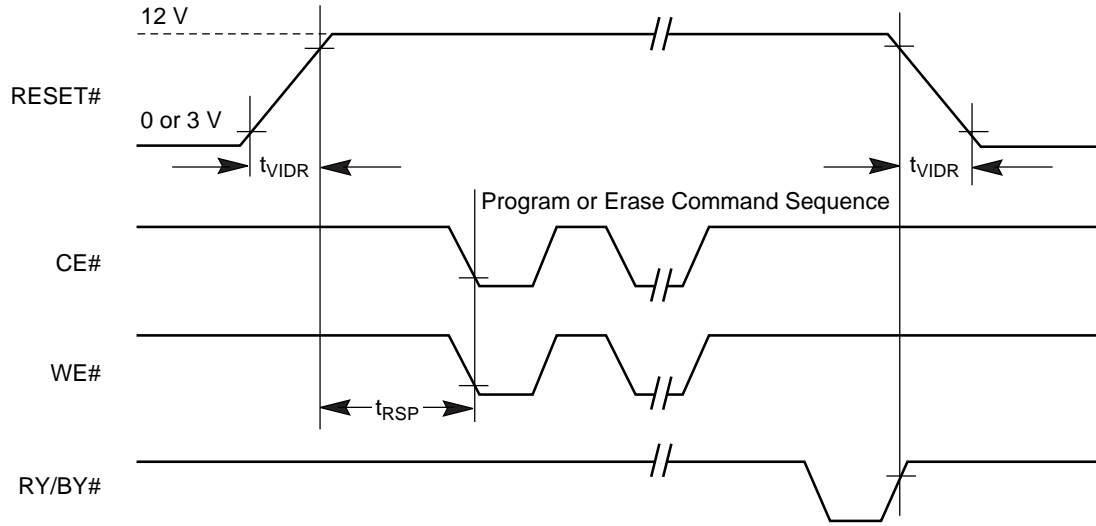 12 V
RESET#
0 or 3 V
tVIDR
tVIDR
Program or Erase Command Sequence
CE#
WE#
tRSP
RY/BY#